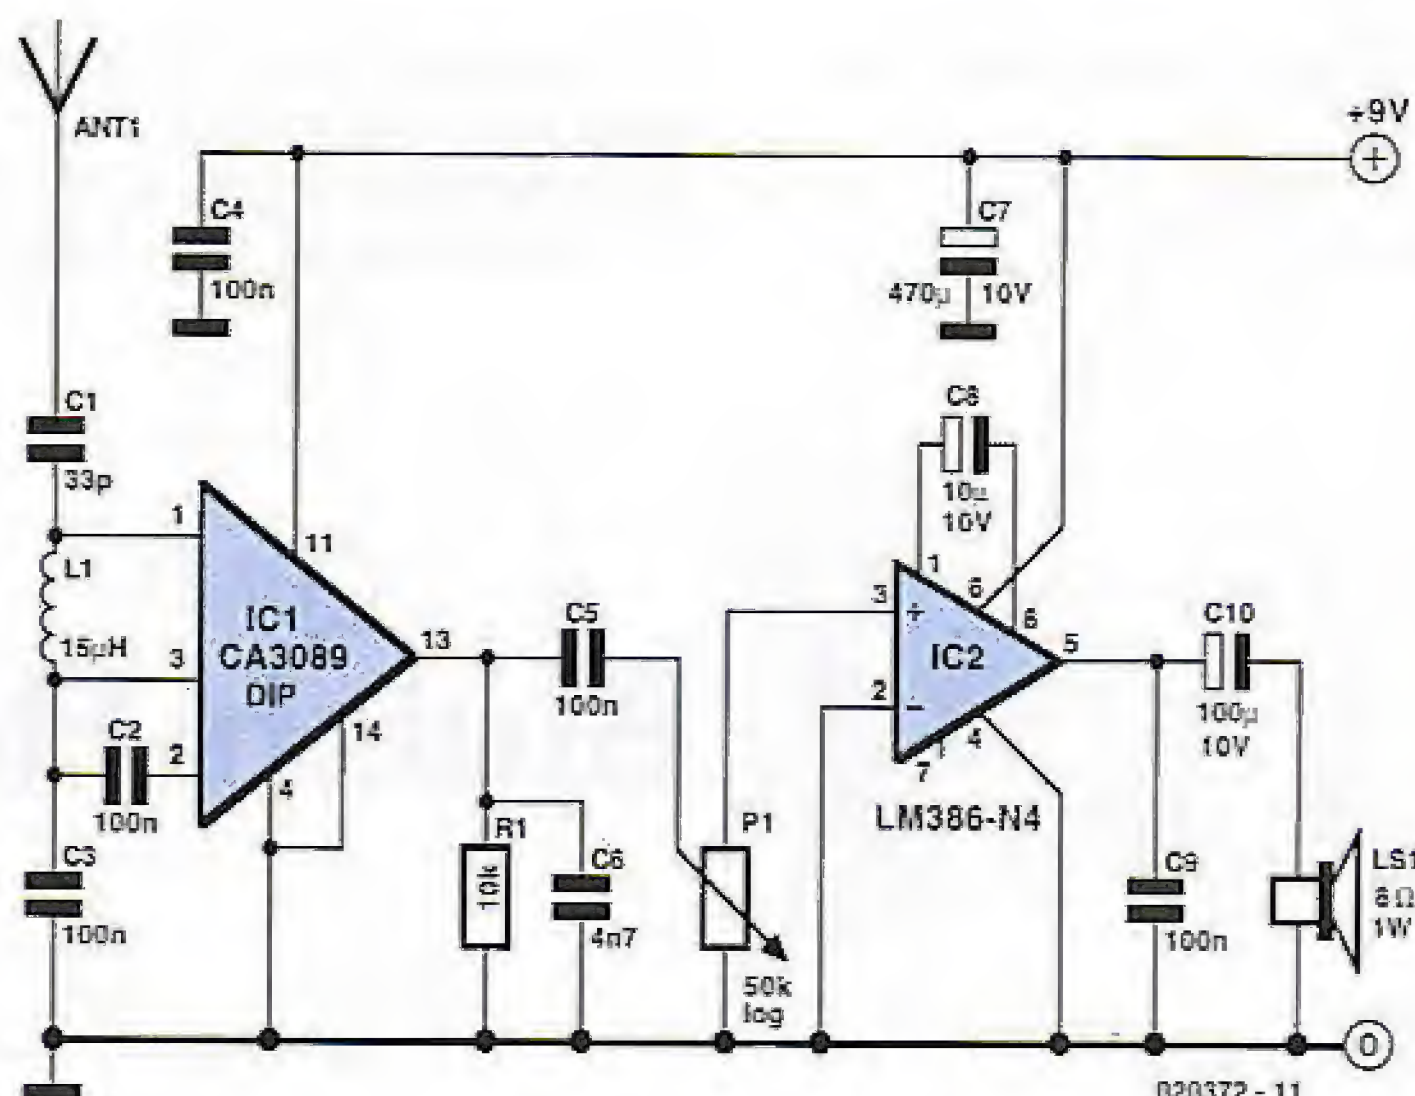 ANT1
+9V
+
C4
100n
C7
470µ 10V
C1
33p
C8
10µ
10V
1
L1
15µH
3
11
IC1
CA3089
DIP
13
C5
100n
1
6
8
3
+
IC2
5
C10
100µ
10V
2
–
7
4
LM386-N4
14
C2
100n
2
4
C3
100n
R1
10k
C6
4n7
P1
50k
log
C9
100n
LS1
8Ω
1W
0
020372 - 11